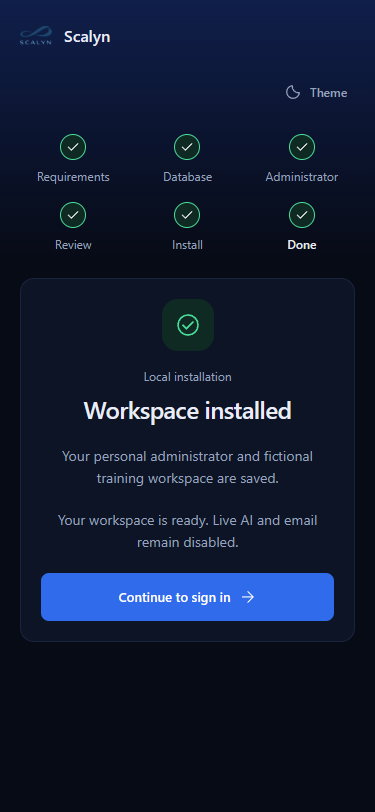 SCALYN
Scalyn
Theme
Requirements
Database
Administrator
Review
Install
Done
Local installation
Workspace installed
Your personal administrator and fictional
training workspace are saved.
Your workspace is ready. Live AI and email
remain disabled.
Continue to sign in